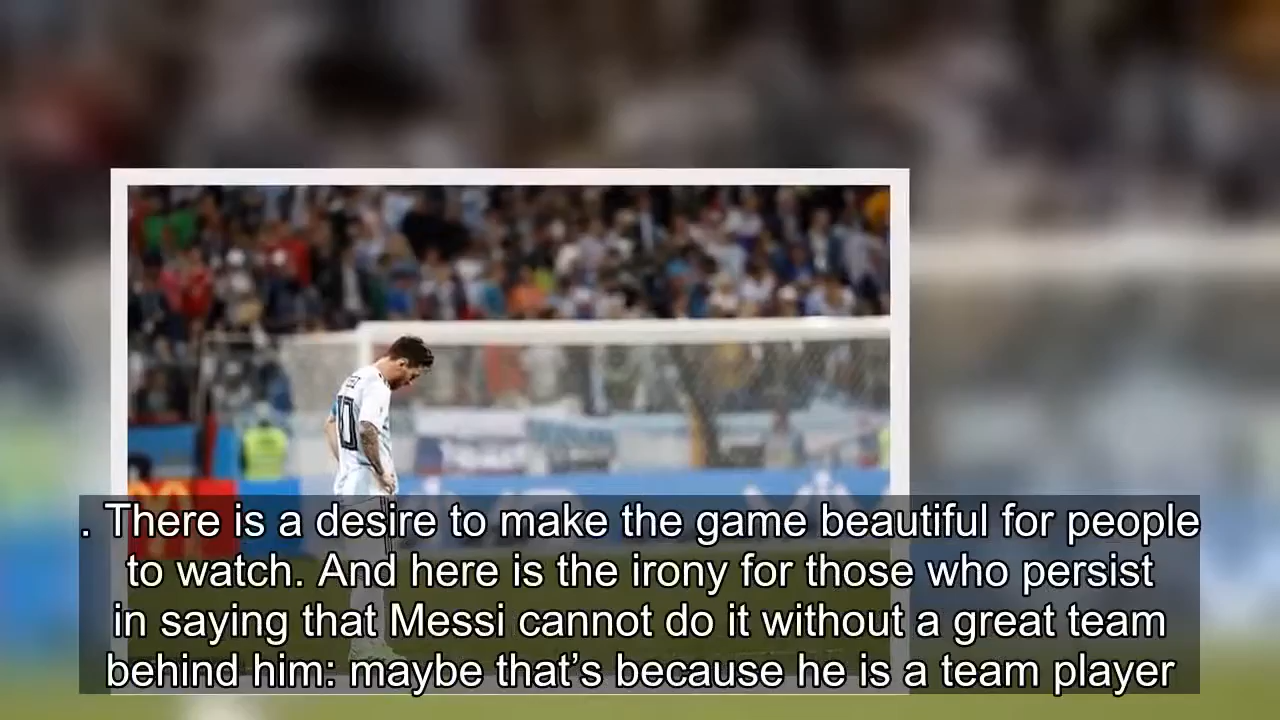 10
. There is a desire to make the game beautiful for people
to watch. And here is the irony for those who persist
in saying that Messi cannot do it without a great team
behind him: maybe that’s because he is a team player